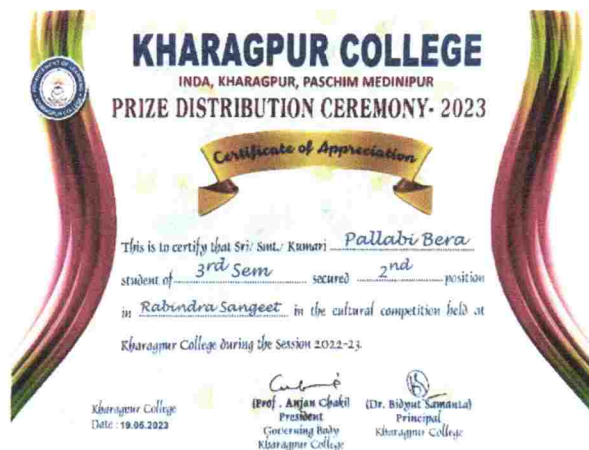 KHARAGPUR COLLEGE
INDA, KHARAGPUR, PASCHIM MEDINIPUR
PRIZE DISTRIBUTION CEREMONY- 2023
Certificate of Appreciation
This is to certify that Sri/ Smt./ Kumari Pallabi Bera
student of 3rd Sem secured 2nd position
in Rabindra Sangeet in the cultural competition held at
Kharagpur College during the Session 2022-23.
(Prof. Anjan Chaki)
President
Governing Body
Kharagpur College
(Dr. Bidyut Samanta)
Principal
Kharagpur College
Kharagpur College
Date : 19.05.2023